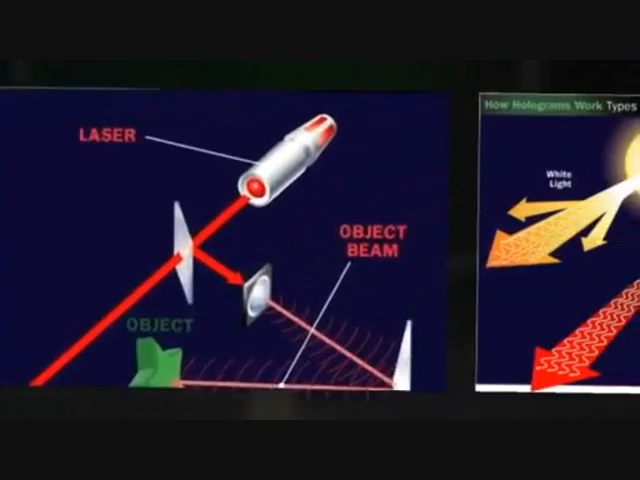 LASER
OBJECT
BEAM
OBJECT
How Holograms Work Types
White
Light